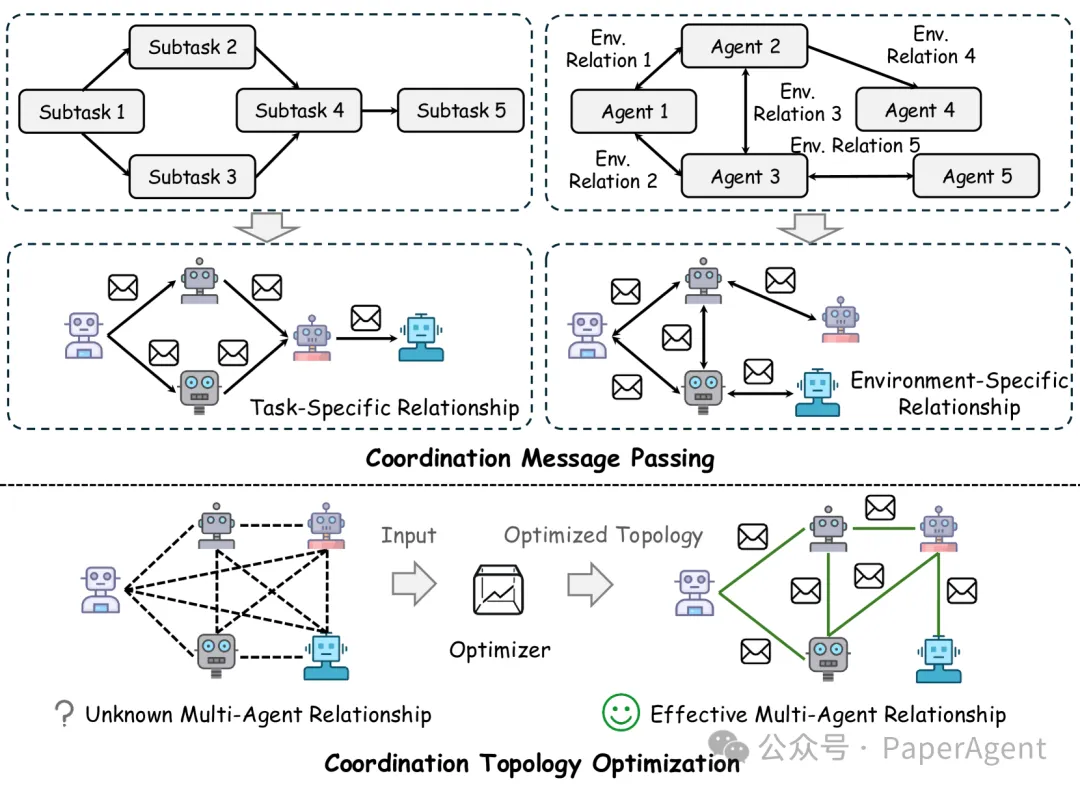 Subtask 2
Subtask 1
Subtask 4
Subtask 5
Subtask 3
Env.
Relation 1
Agent 2
Env.
Relation 4
Agent 1
Env.
Relation 3
Agent 4
Env.
Relation 2
Env. Relation 5
Agent 3
Agent 5
Task-Specific Relationship
Environment-Specific
Relationship
Coordination Message Passing
Input
Optimized Topology
Optimizer
? Unknown Multi-Agent Relationship
Effective Multi-Agent Relationship
公众号 · PaperAgent
Coordination Topology Optimization